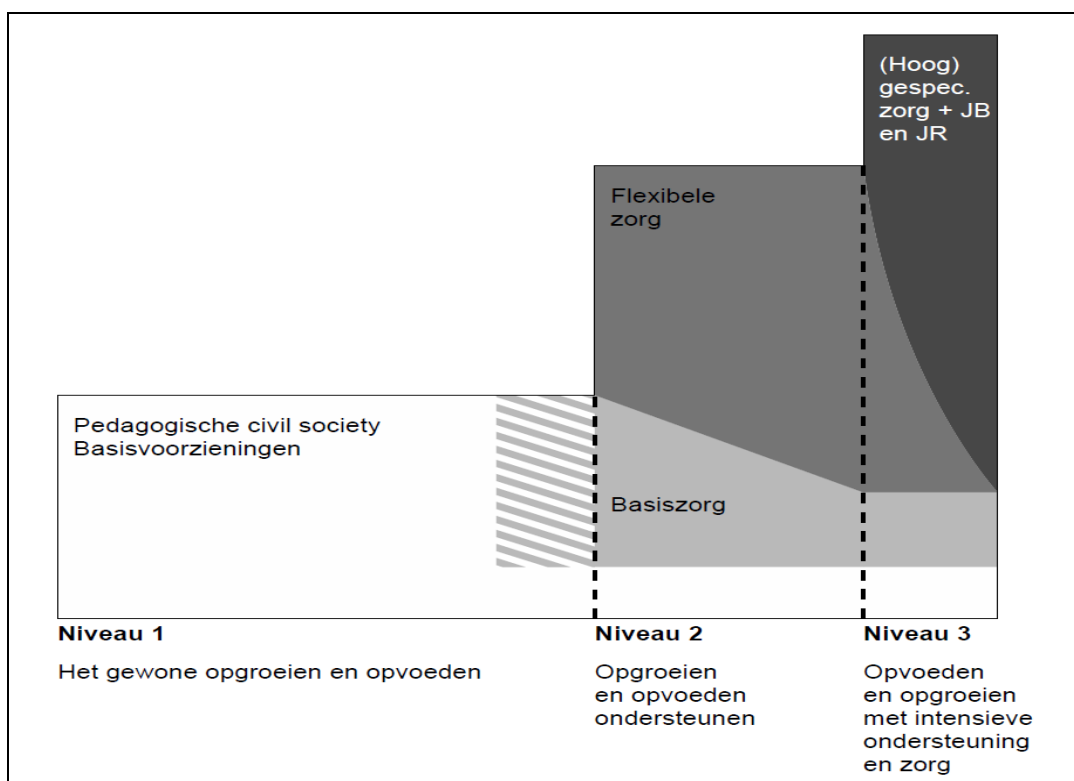 (Hoog)
gespec.
zorg + JB
en JR
Flexibele
zorg
Pedagogische civil society
Basisvoorzieningen
Basiszorg
Niveau 1
Het gewone opgroeien en opvoeden
Niveau 2
Opgroeien
en opvoeden
ondersteunen
Niveau 3
Opvoeden
en opgroeien
met intensieve
ondersteuning
en zorg